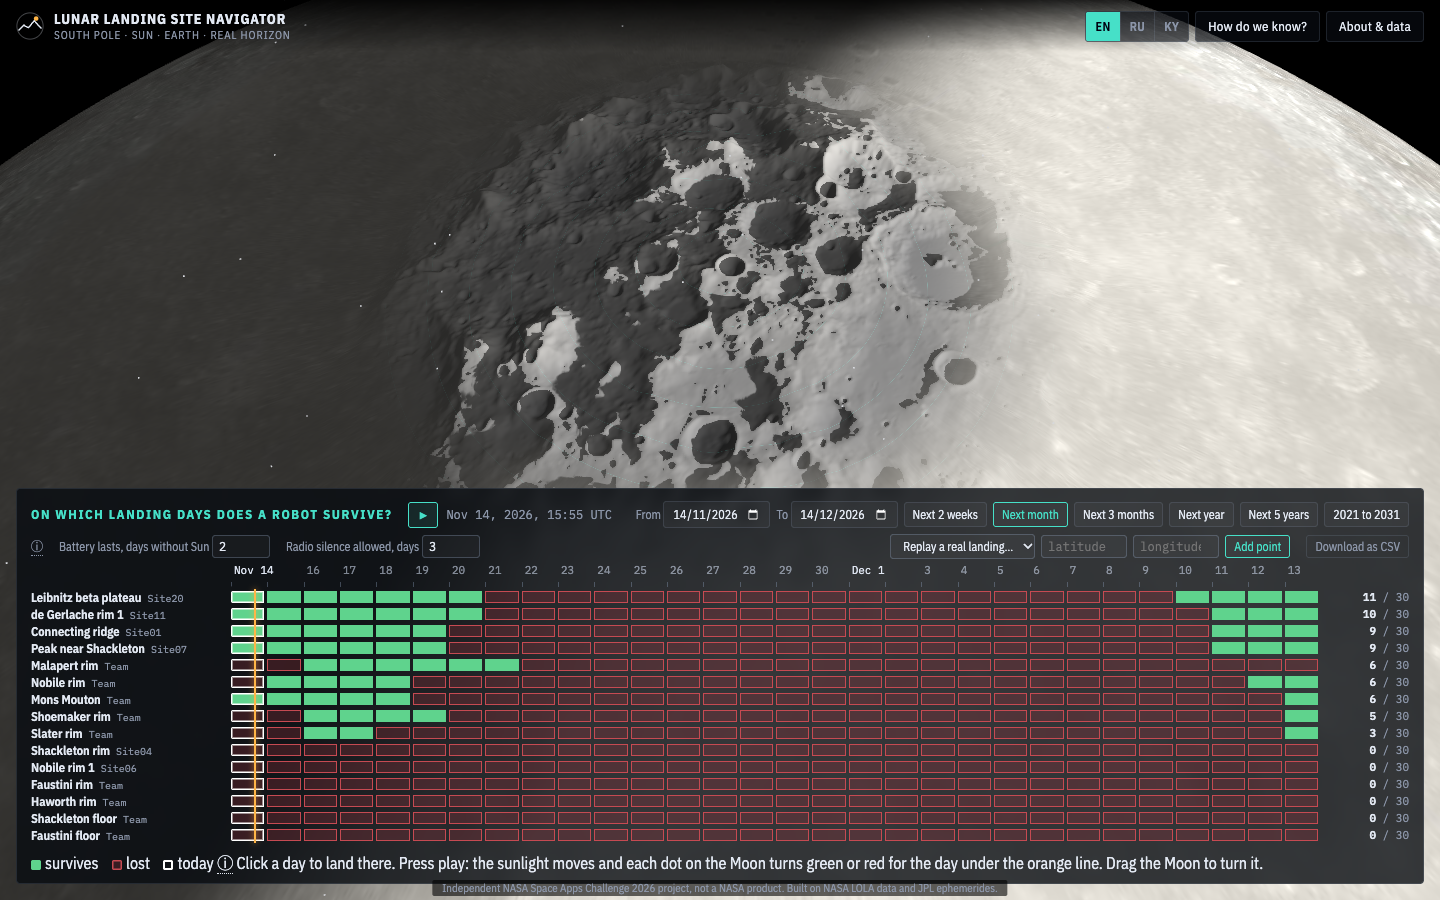 LUNAR LANDING SITE NAVIGATOR
SOUTH POLE · SUN · EARTH · REAL HORIZON
EN RU KY How do we know? About & data
ON WHICH LANDING DAYS DOES A ROBOT SURVIVE? ▶ Nov 14, 2026, 15:55 UTC From 14/11/2026 To 14/12/2026 Next 2 weeks Next month Next 3 months Next year Next 5 years 2021 to 2031
ⓘ Battery lasts, days without Sun 2 Radio silence allowed, days 3 Replay a real landing... latitude longitude Add point Download as CSV
Nov 14 16 17 18 19 20 21 22 23 24 25 26 27 28 29 30 Dec 1 3 4 5 6 7 8 9 10 11 12 13
Leibnitz beta plateau Site20 11 / 30
de Gerlache rim 1 Site11 10 / 30
Connecting ridge Site01 9 / 30
Peak near Shackleton Site07 9 / 30
Malapert rim Team 6 / 30
Nobile rim Team 6 / 30
Mons Mouton Team 6 / 30
Shoemaker rim Team 5 / 30
Slater rim Team 3 / 30
Shackleton rim Site04 0 / 30
Nobile rim 1 Site06 0 / 30
Faustini rim Team 0 / 30
Haworth rim Team 0 / 30
Shackleton floor Team 0 / 30
Faustini floor Team 0 / 30
survives lost today ⓘ Click a day to land there. Press play: the sunlight moves and each dot on the Moon turns green or red for the day under the orange line. Drag the Moon to turn it.
Independent NASA Space Apps Challenge 2026 project, not a NASA product. Built on NASA LOLA data and JPL ephemerides.